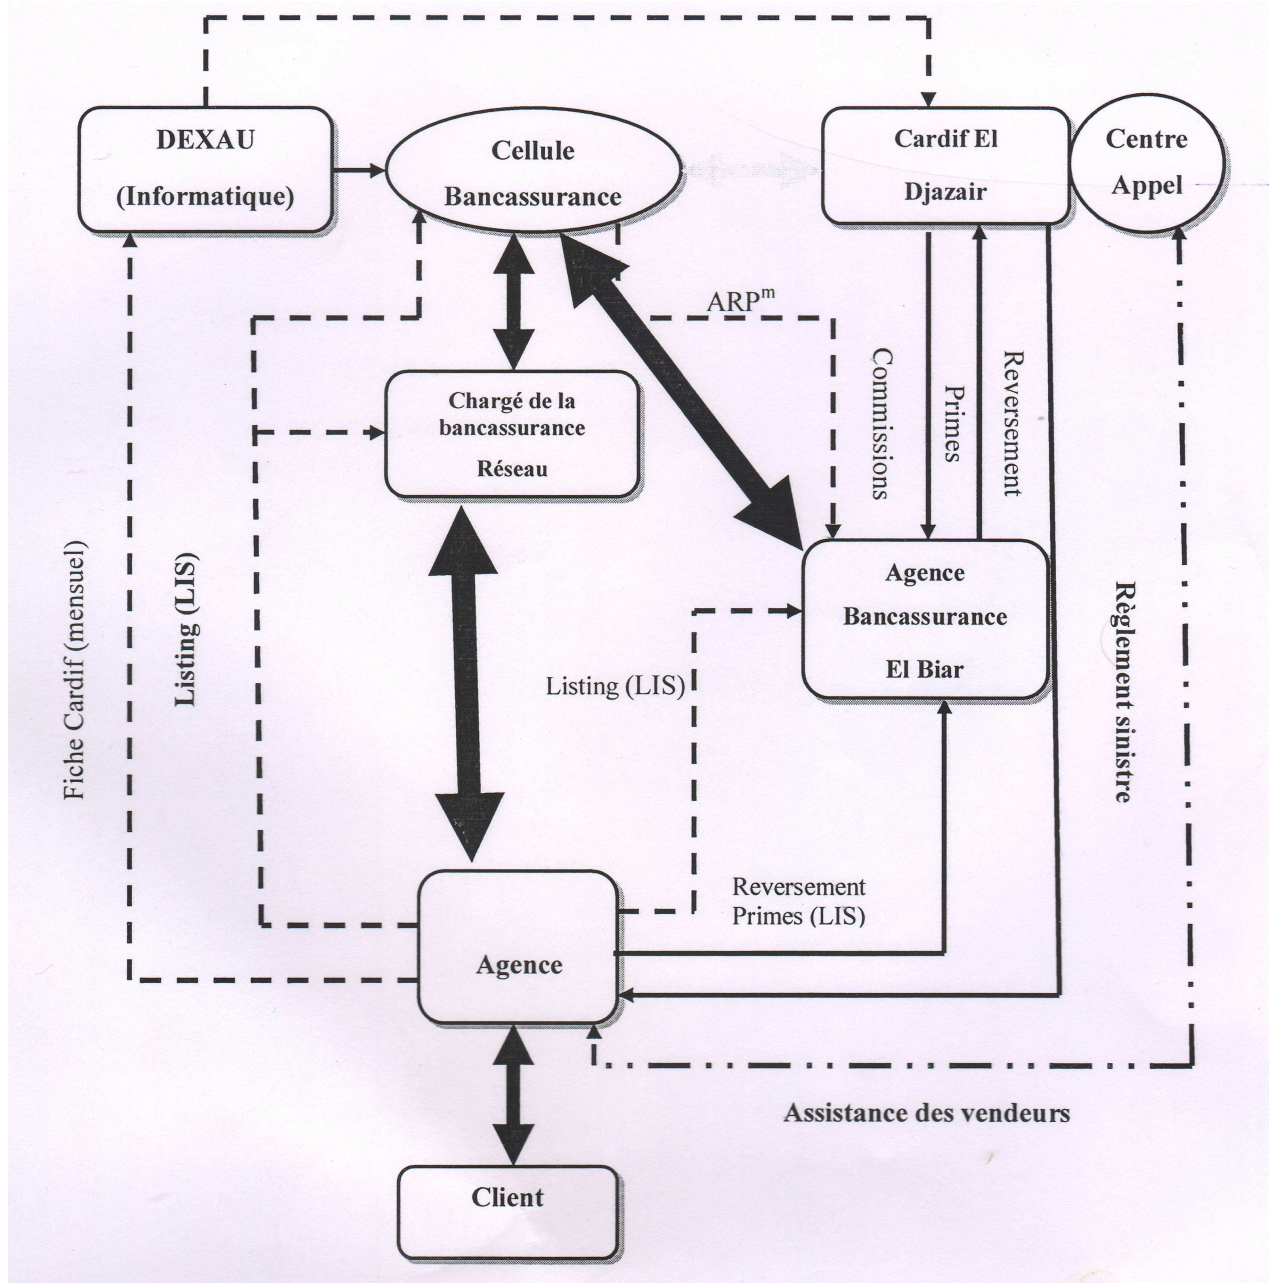 DEXAU
(Informatique)
Cellule
Bancassurance
Cardif El
Djazair
Centre
Appel
ARPᵐ
Commissions
Primes
Reversement
Chargé de la
bancassurance
Réseau
Agence
Bancassurance
El Biar
Fiche Cardif (mensuel)
Listing (LIS)
Listing (LIS)
Règlement sinistre
Reversement
Primes (LIS)
Agence
Assistance des vendeurs
Client